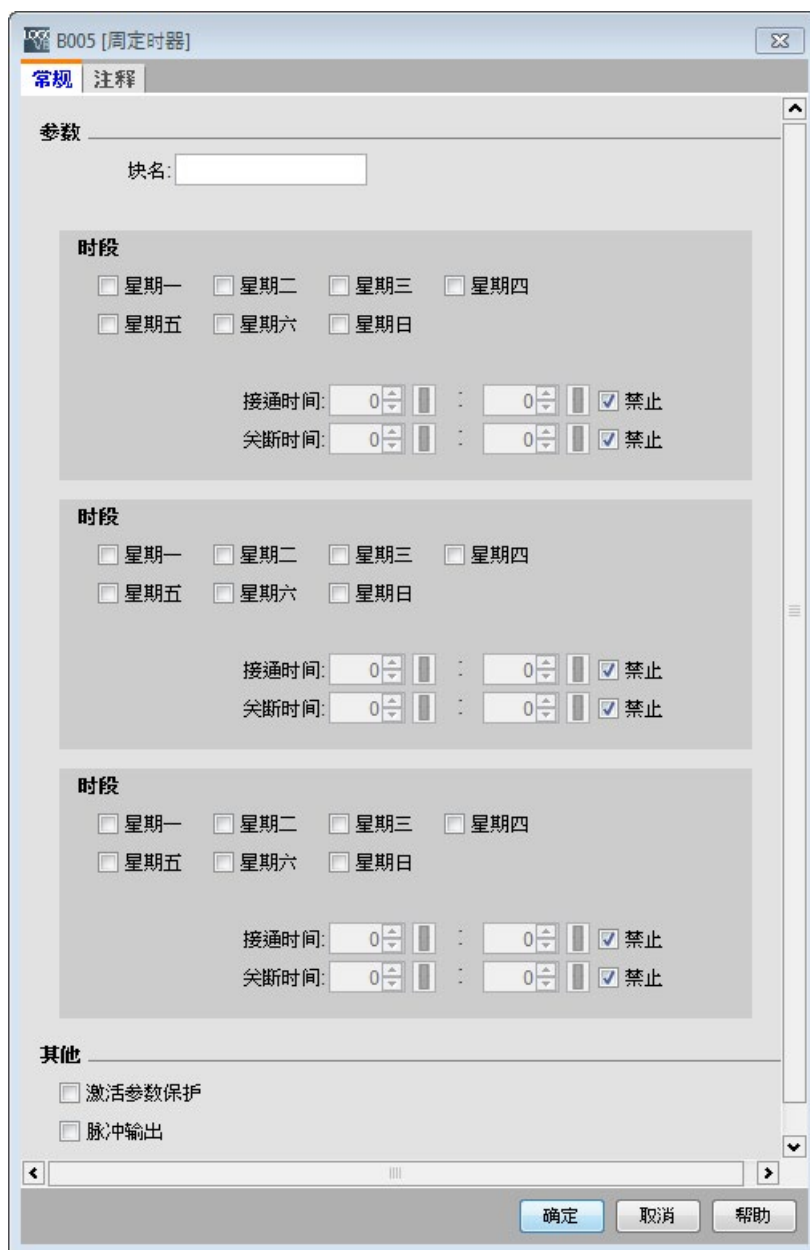 B005 [周定时器]
常规 注释
参数
块名:
时段
星期一 星期二 星期三 星期四
星期五 星期六 星期日
接通时间: 0 : 0 禁止
关断时间: 0 : 0 禁止
时段
星期一 星期二 星期三 星期四
星期五 星期六 星期日
接通时间: 0 : 0 禁止
关断时间: 0 : 0 禁止
时段
星期一 星期二 星期三 星期四
星期五 星期六 星期日
接通时间: 0 : 0 禁止
关断时间: 0 : 0 禁止
其他
激活参数保护
脉冲输出
确定 取消 帮助